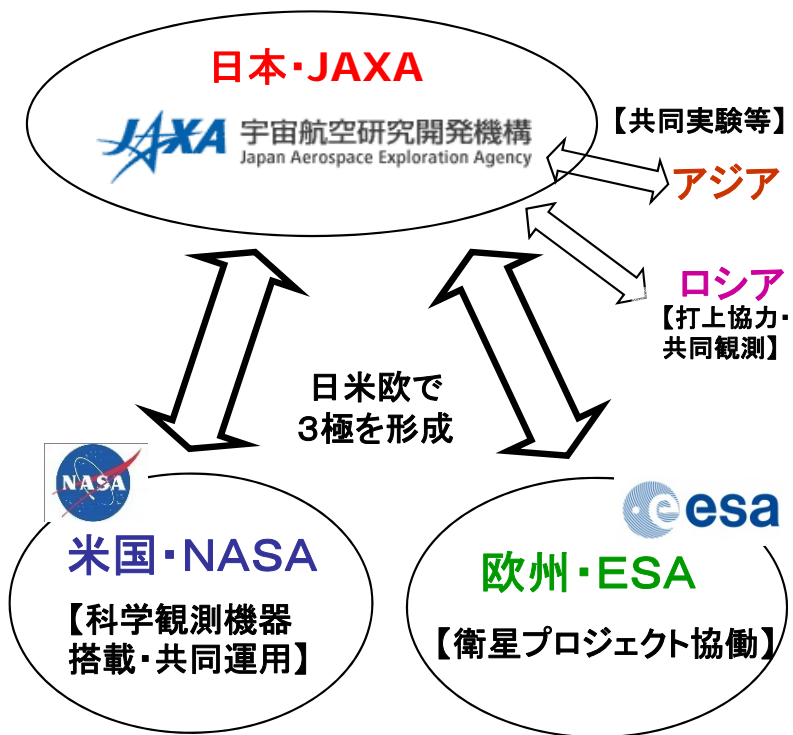 日本・JAXA
JAXA 宇宙航空研究開発機構
Japan Aerospace Exploration Agency
【共同実験等】
アジア
ロシア
【打上協力・
共同観測】
日米欧で
3極を形成
NASA
米国・NASA
【科学観測機器
搭載・共同運用】
esa
欧州・ESA
【衛星プロジェクト協働】